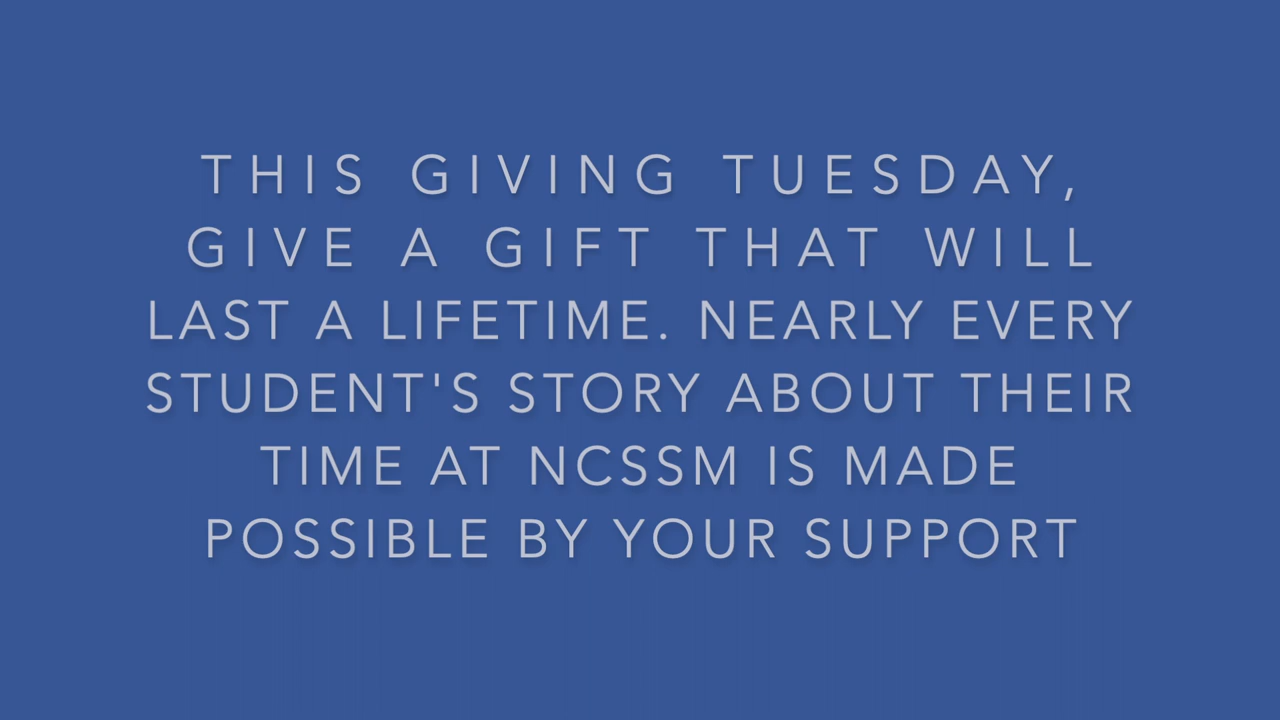 THIS GIVING TUESDAY,
GIVE A GIFT THAT WILL
LAST A LIFETIME. NEARLY EVERY
STUDENT'S STORY ABOUT THEIR
TIME AT NCSSM IS MADE
POSSIBLE BY YOUR SUPPORT